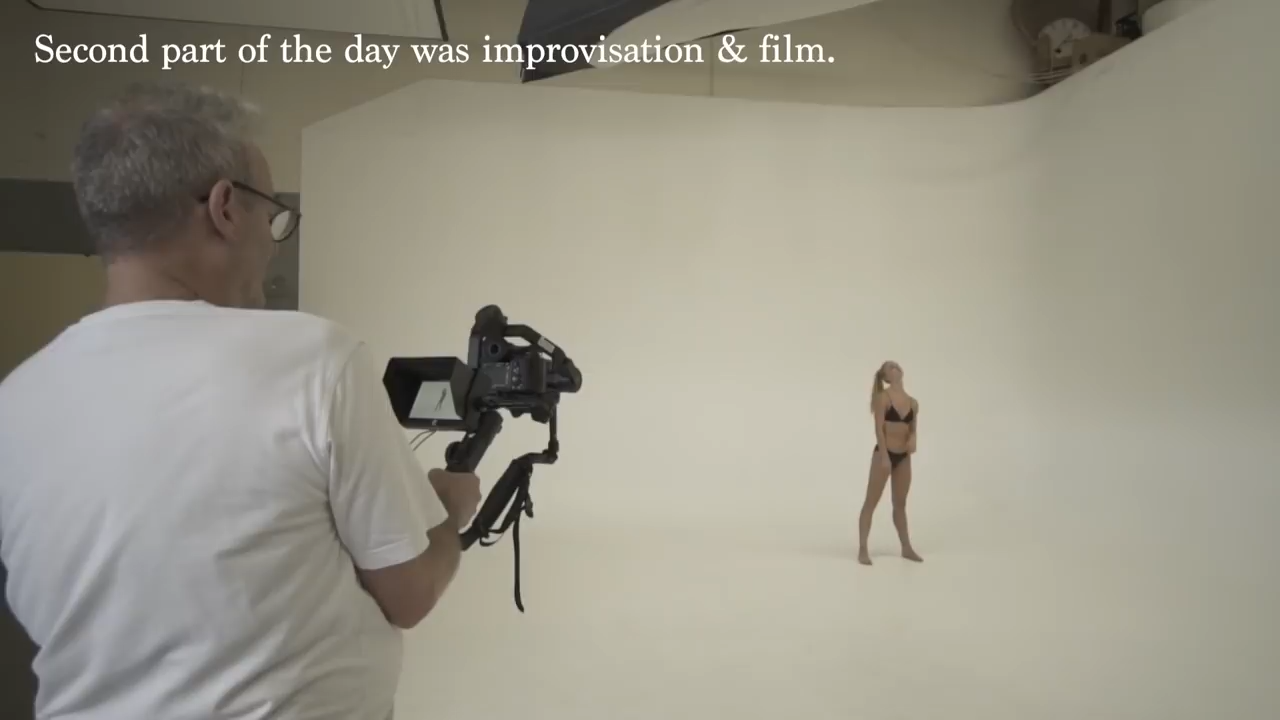 Second part of the day was improvisation & film.